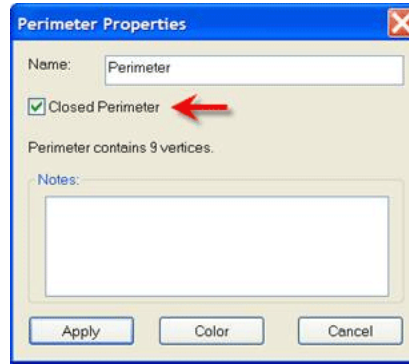 Perimeter Properties
Name: Perimeter
Closed Perimeter
Perimeter contains 9 vertices.
Notes:
Apply Color Cancel